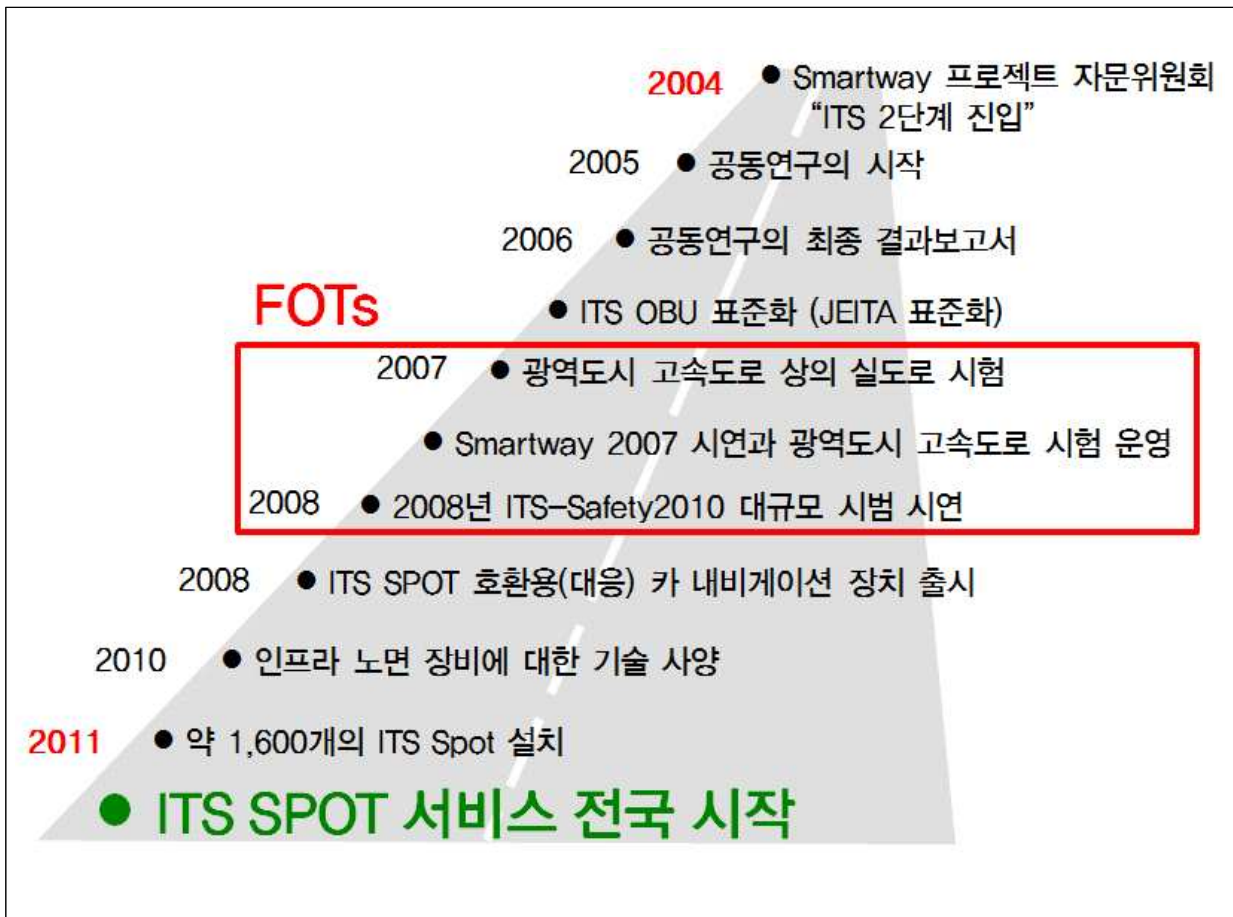 2004 ● Smartway 프로젝트 자문위원회
“ITS 2단계 진입”
2005 ● 공동연구의 시작
2006 ● 공동연구의 최종 결과보고서
FOTs
● ITS OBU 표준화 (JEITA 표준화)
2007 ● 광역도시 고속도로 상의 실도로 시험
● Smartway 2007 시연과 광역도시 고속도로 시험 운영
2008 ● 2008년 ITS-Safety2010 대규모 시범 시연
2008 ● ITS SPOT 호환용(대응) 카 내비게이션 장치 출시
2010 ● 인프라 노면 장비에 대한 기술 사양
2011 ● 약 1,600개의 ITS Spot 설치
● ITS SPOT 서비스 전국 시작